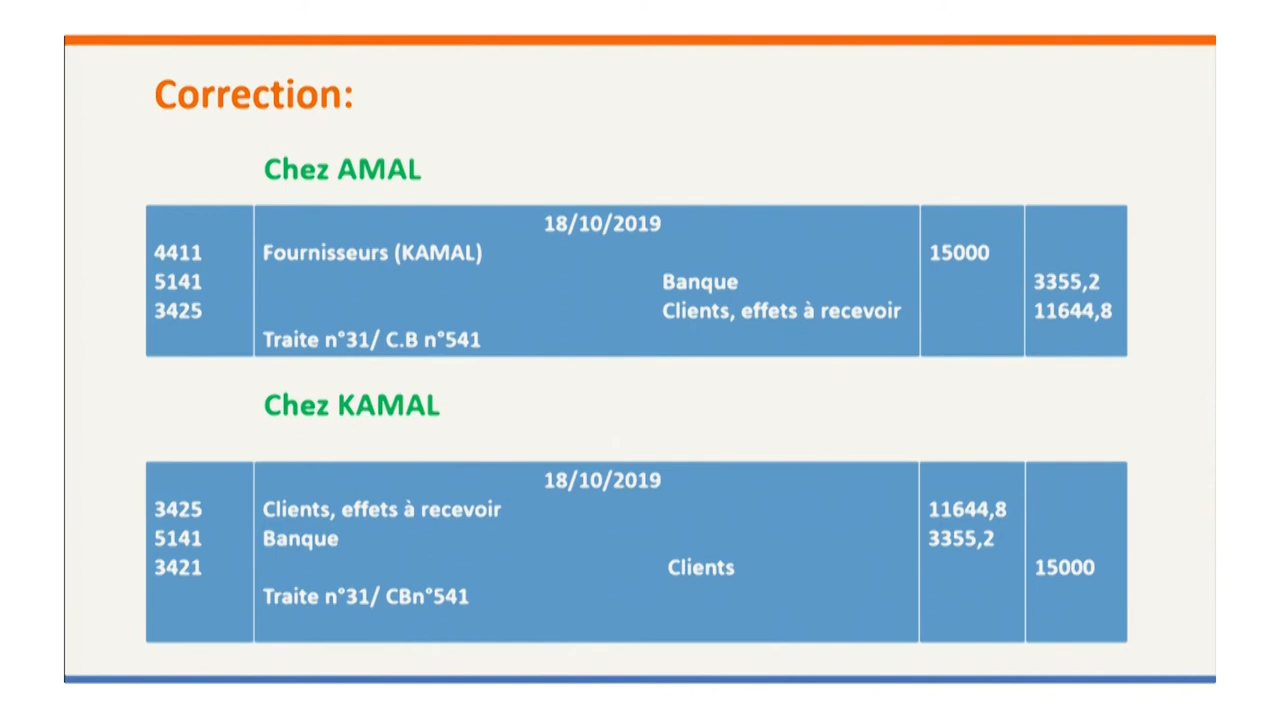 Correction:
Chez AMAL
18/10/2019
4411 Fournisseurs (KAMAL) 15000
5141 Banque 3355,2
3425 Clients, effets à recevoir 11644,8
Traite n°31/ C.B n°541
Chez KAMAL
18/10/2019
3425 Clients, effets à recevoir 11644,8
5141 Banque 3355,2
3421 Clients 15000
Traite n°31/ CBn°541